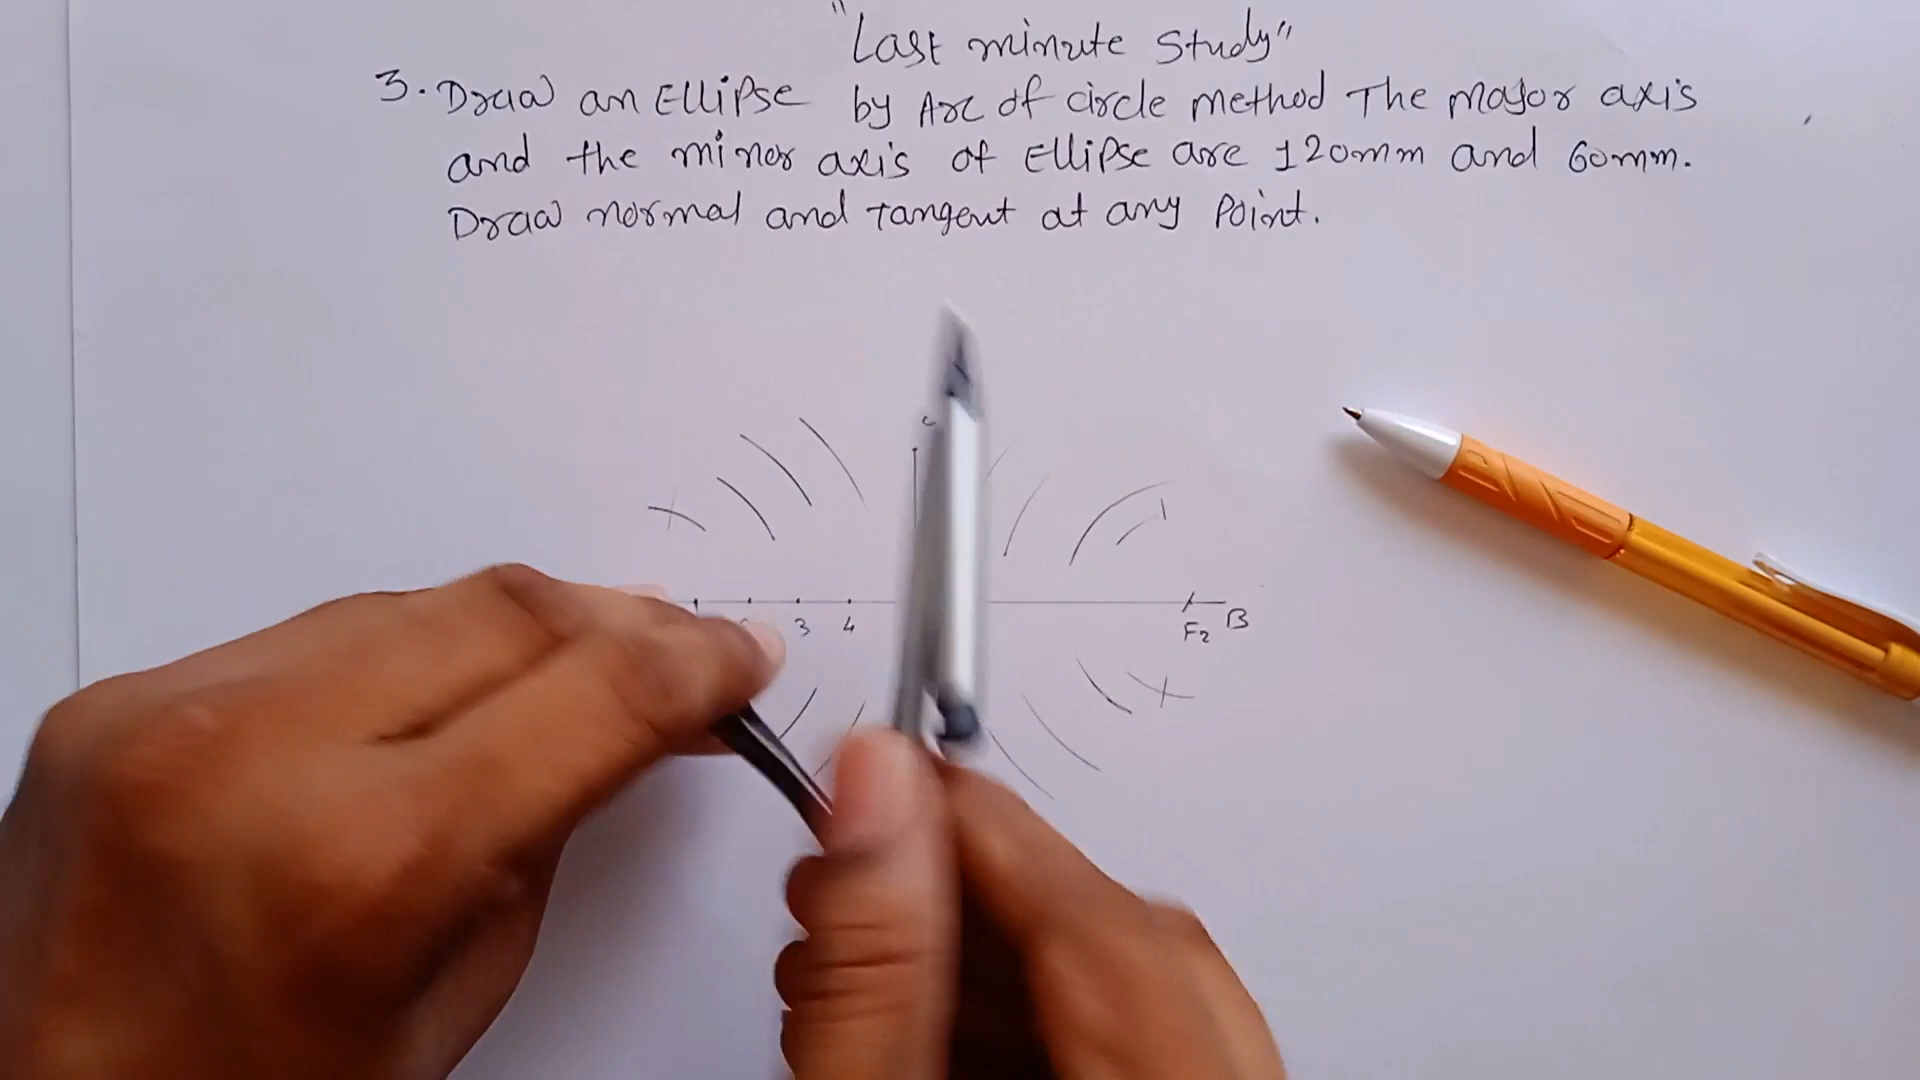 "Last minute Study"
3. Draw an Ellipse by Arc of circle method The major axis
and the minor axis of Ellipse are 120mm and 60mm.
Draw normal and Tangent at any Point.
C
3 4 F2 B